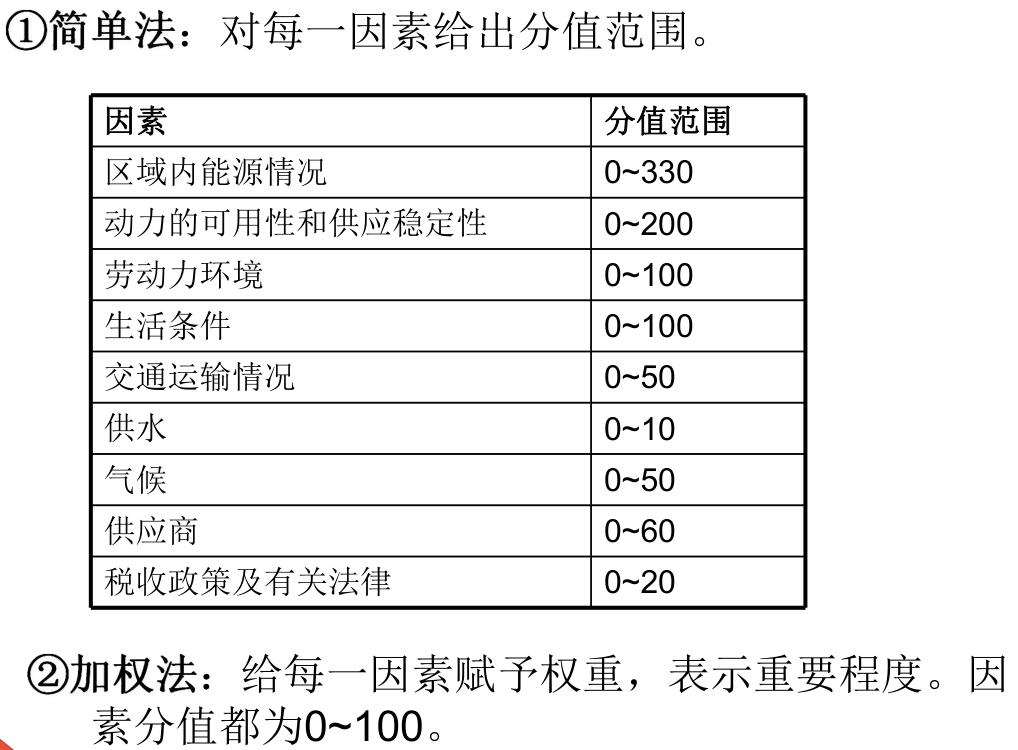 ①简单法：对每一因素给出分值范围。
因素 分值范围
区域内能源情况 0~330
动力的可用性和供应稳定性 0~200
劳动力环境 0~100
生活条件 0~100
交通运输情况 0~50
供水 0~10
气候 0~50
供应商 0~60
税收政策及有关法律 0~20
②加权法：给每一因素赋予权重，表示重要程度。因
素分值都为0~100。